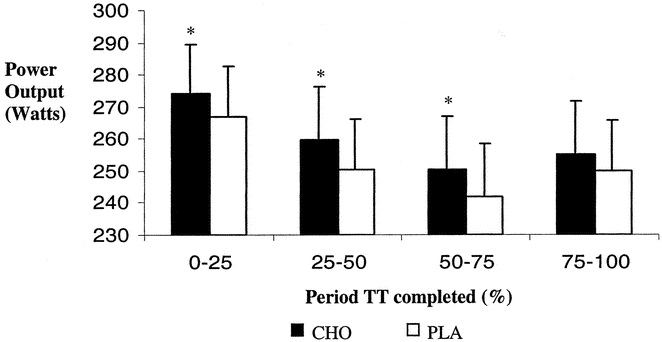 300
290
280
270
260
250
240
230
Power
Output
(Watts)
*
*
*
0-25
25-50
50-75
75-100
Period TT completed (%)
CHO
PLA